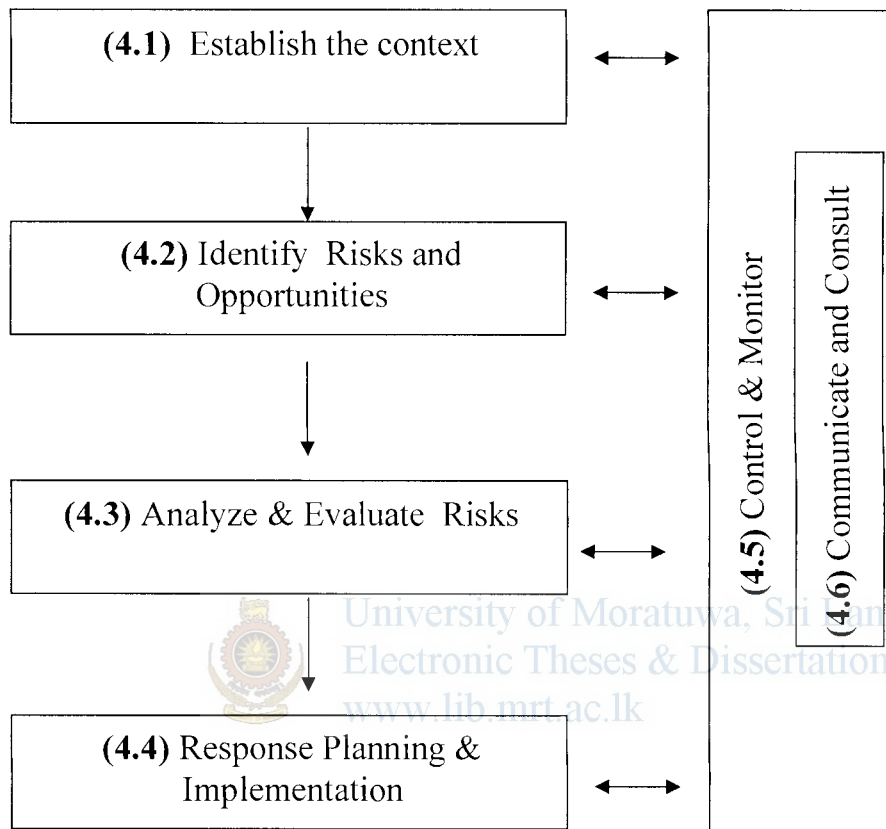 (4.1) Establish the context
(4.2) Identify Risks and
Opportunities
(4.3) Analyze & Evaluate Risks
(4.4) Response Planning &
Implementation
(4.5) Control & Monitor
(4.6) Communicate and Consult
University of Moratuwa, Sri
Electronic Theses & Dissertation
www.lib.mrt.ac.lk